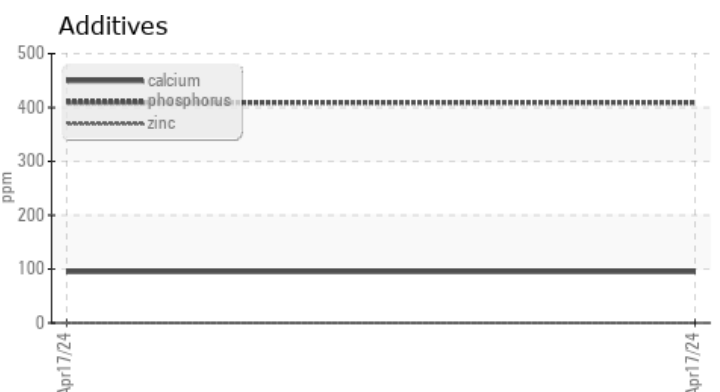 Additives
500
400
300
200
100
0
ppm
calcium
phosphorus
zinc
Apr17/24
Apr17/24